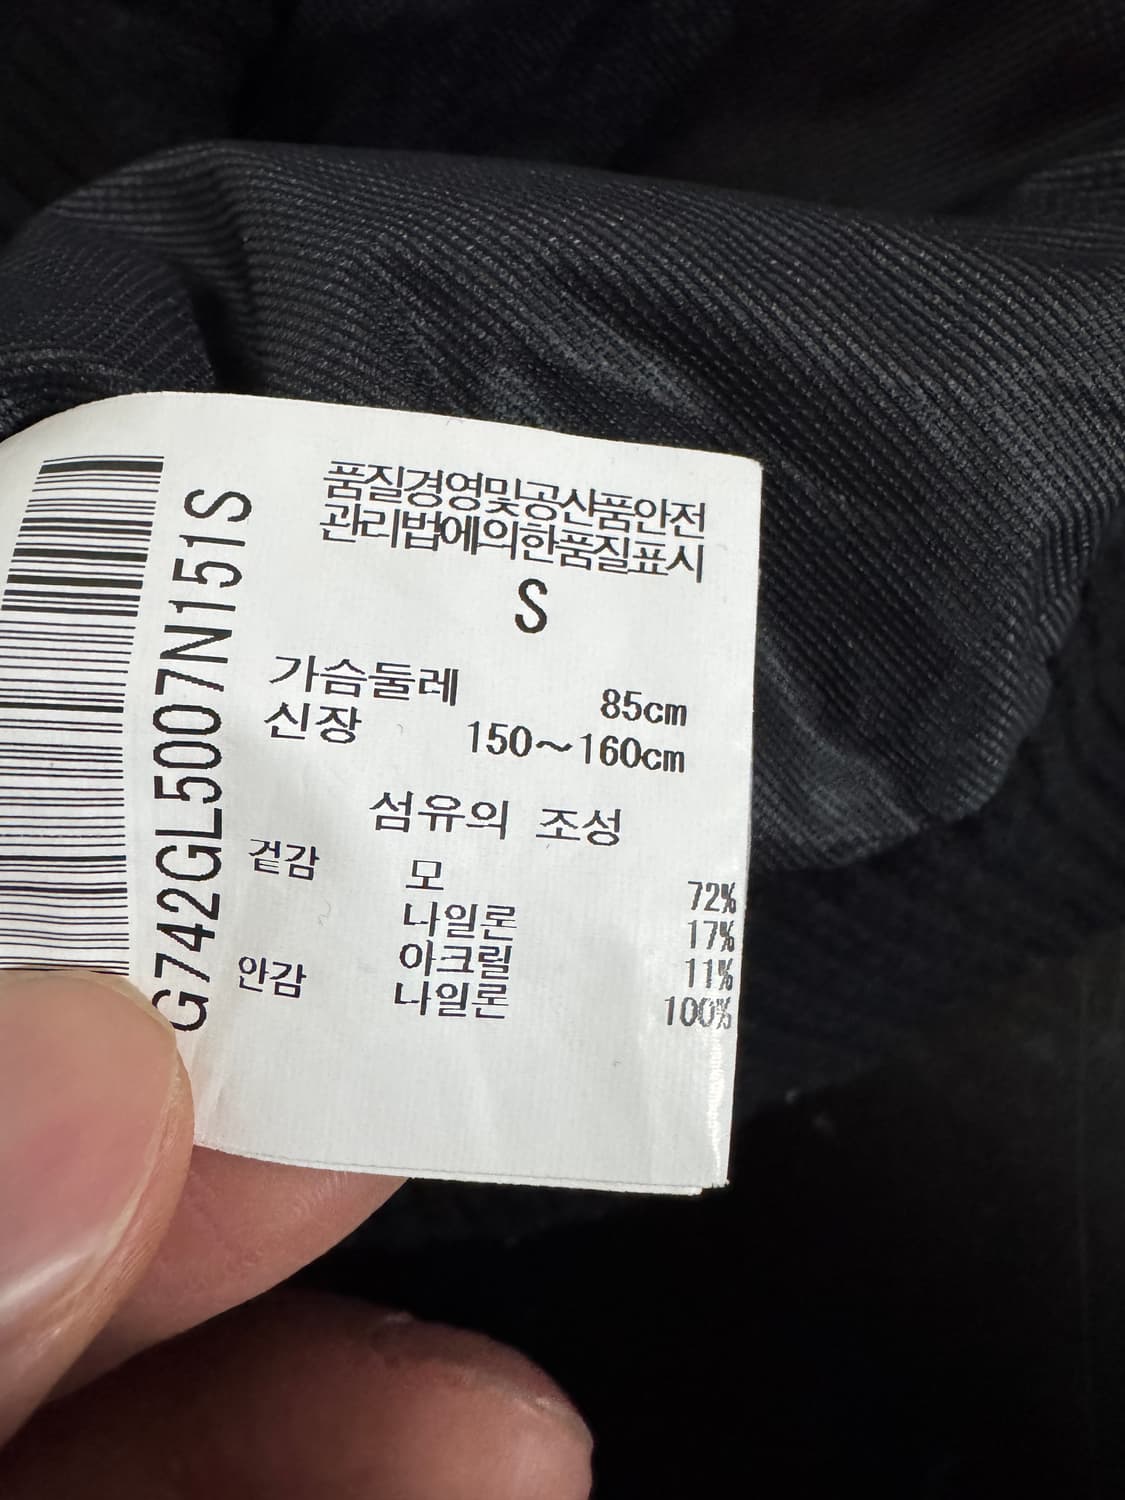 품질경영및공산품안전
관리법에의한품질표시
S
가슴둘레 85cm
신장 150~160cm
섬유의 조성
겉감 모 72%
나일론 17%
아크릴 11%
안감 나일론 100%
G742GL5007N151S